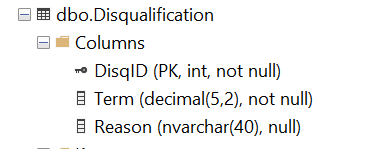 dbo.Disqualification
Columns
DisqID (PK, int, not null)
Term (decimal(5,2), not null)
Reason (nvarchar(40), null)